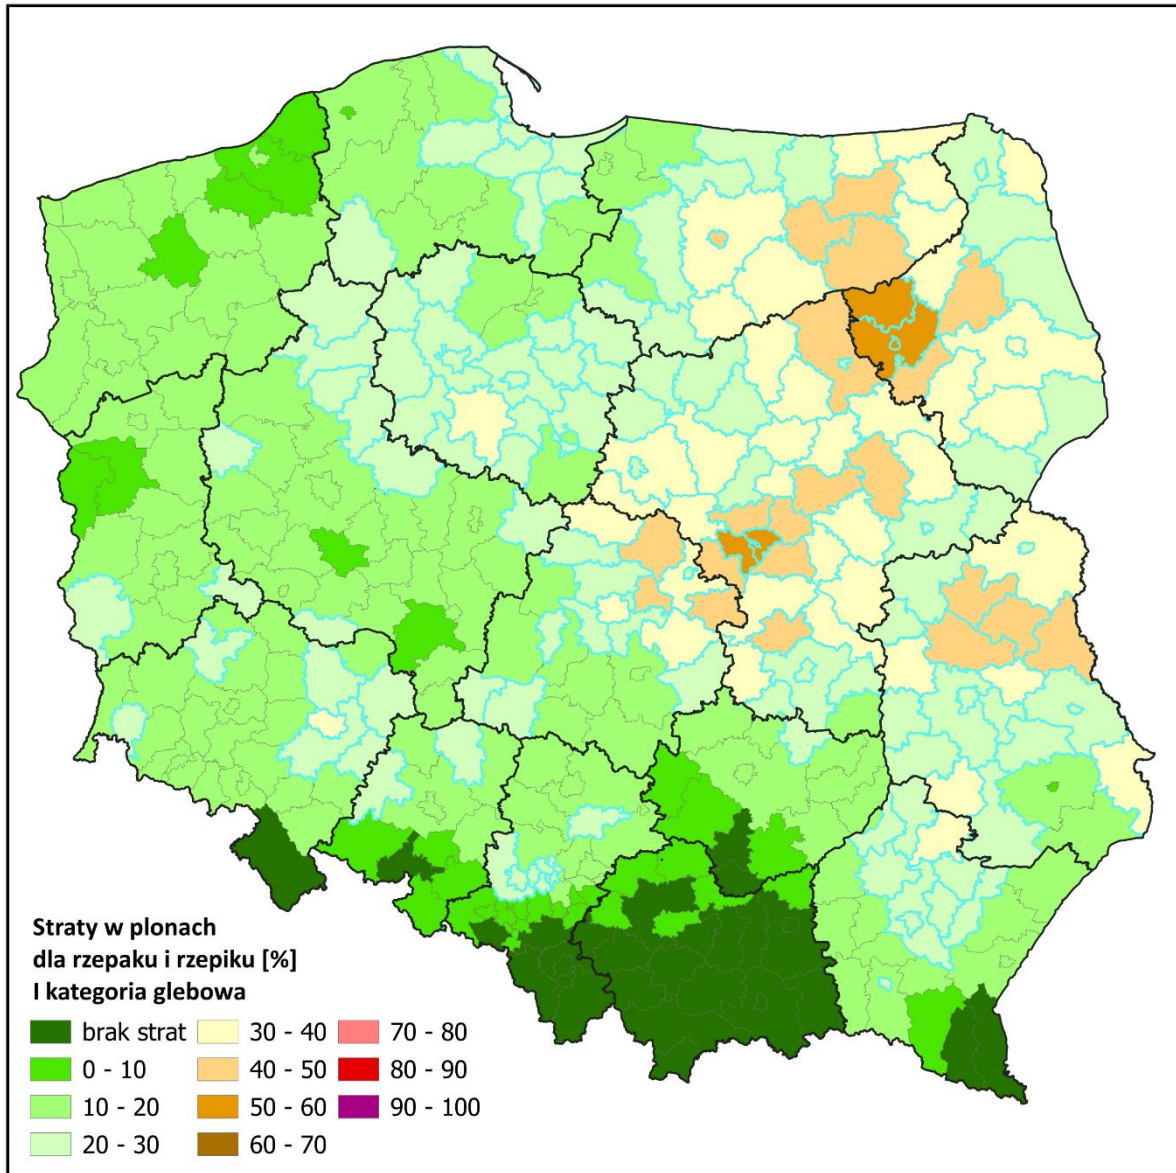 Straty w plonach
dla rzepaku i rzepiku [%]
I kategoria glebowa
brak strat
0 - 10
10 - 20
20 - 30
30 - 40
40 - 50
50 - 60
60 - 70
70 - 80
80 - 90
90 - 100